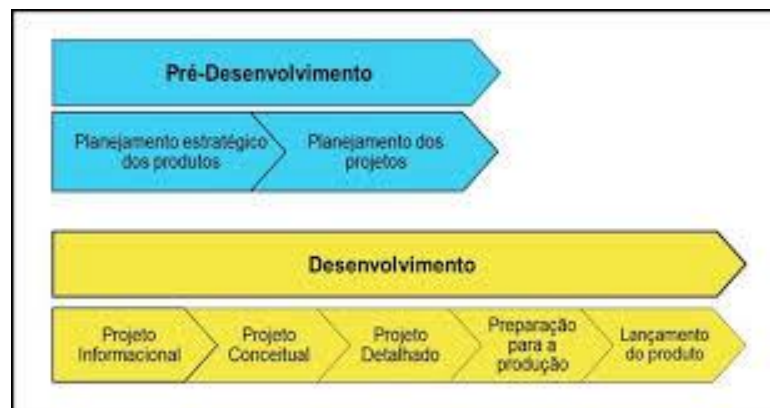 Pré-Desenvolvimento
Planejamento estratégico
dos produtos
Planejamento dos
projetos
Desenvolvimento
Projeto
Informacional
Projeto
Conceitual
Projeto
Detalhado
Preparação
para a
produção
Lançamento
do produto